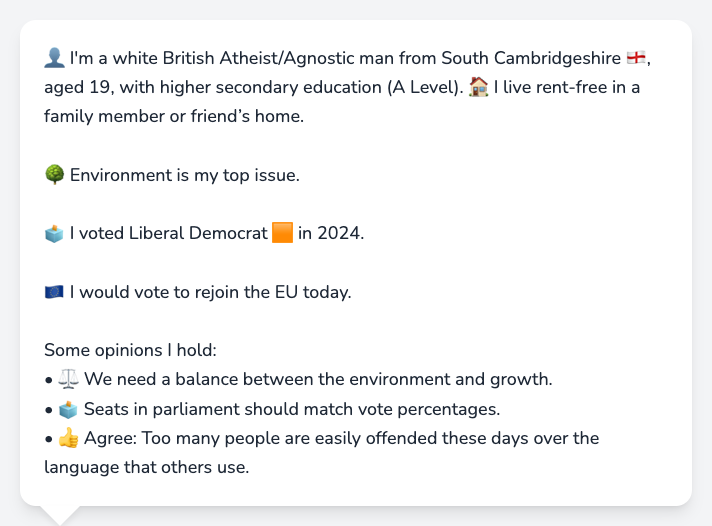 👤 I'm a white British Atheist/Agnostic man from South Cambridgeshire 🏴󠁧󠁢󠁥󠁮󠁧󠁿,
aged 19, with higher secondary education (A Level). 🏠 I live rent-free in a
family member or friend’s home.
🌳 Environment is my top issue.
🗳️ I voted Liberal Democrat 🟧 in 2024.
🇪🇺 I would vote to rejoin the EU today.
Some opinions I hold:
• ⚖️ We need a balance between the environment and growth.
• 🗳️ Seats in parliament should match vote percentages.
• 👍 Agree: Too many people are easily offended these days over the
language that others use.